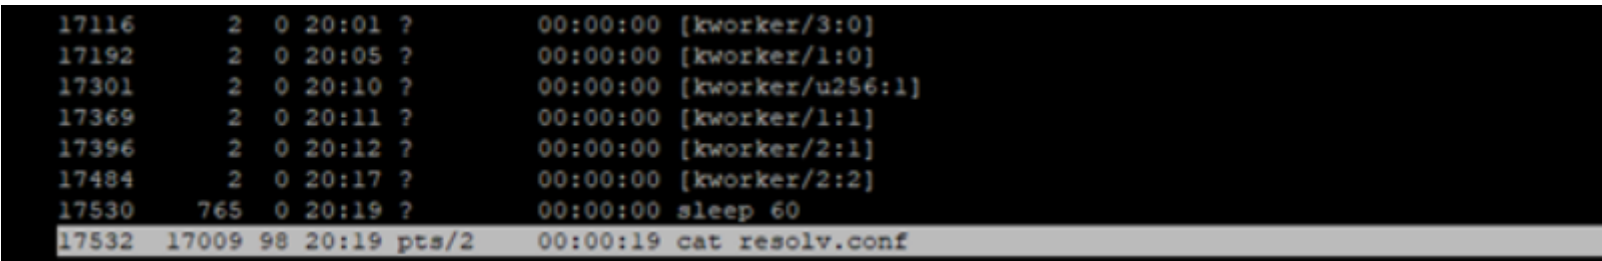 17116 2 0 20:01 ? 00:00:00 [kworker/3:0]
17192 2 0 20:05 ? 00:00:00 [kworker/1:0]
17301 2 0 20:10 ? 00:00:00 [kworker/u256:1]
17369 2 0 20:11 ? 00:00:00 [kworker/1:1]
17396 2 0 20:12 ? 00:00:00 [kworker/2:1]
17484 2 0 20:17 ? 00:00:00 [kworker/2:2]
17530 765 0 20:19 ? 00:00:00 sleep 60
17532 17009 98 20:19 pts/2 00:00:19 cat resolv.conf